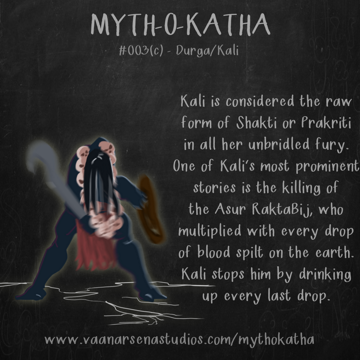 MYTH-O-KATHA
#003(c) - Durga/Kali
Kali is considered the raw
form of Shakti or Prakriti
in all her unbridled fury.
One of Kali's most prominent
stories is the killing of
the Asur RaktaBij, who
multiplied with every drop
of blood spilt on the earth.
Kali stops him by drinking
up every last drop.
www.vaanarsenastudios.com/mythokatha